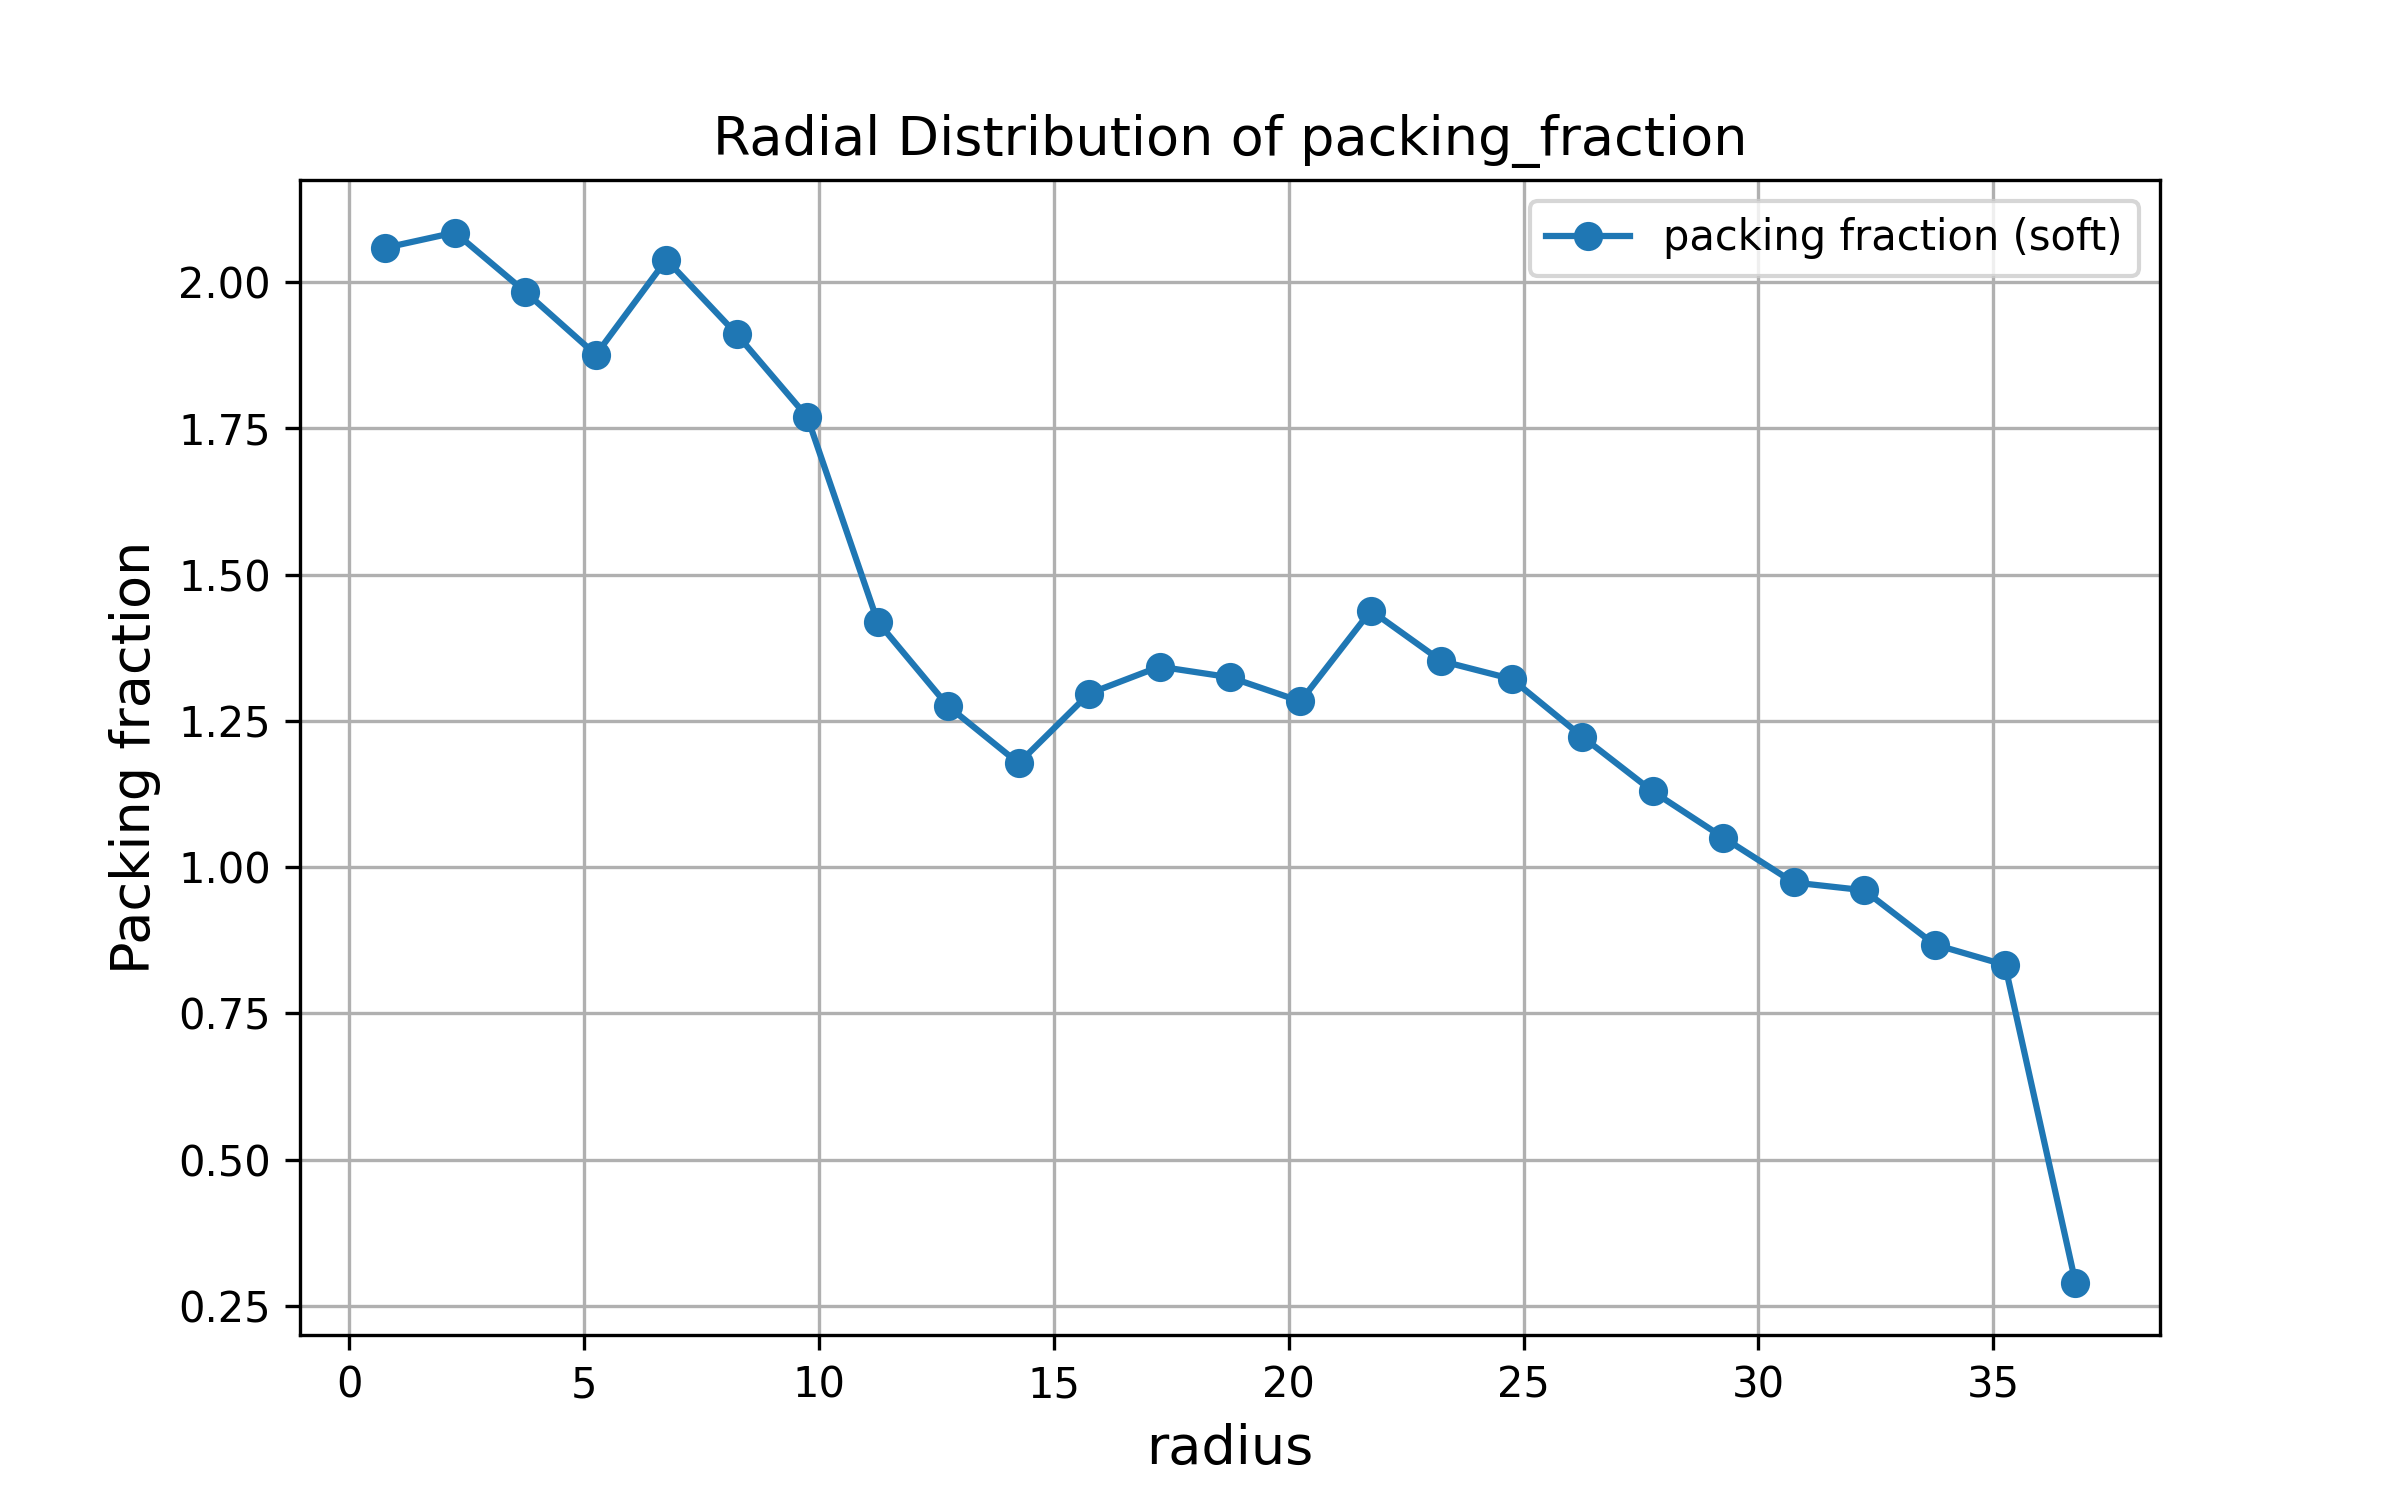 Radial Distribution of packing_fraction
packing fraction (soft)
Packing fraction
2.00
1.75
1.50
1.25
1.00
0.75
0.50
0.25
0 5 10 15 20 25 30 35
radius